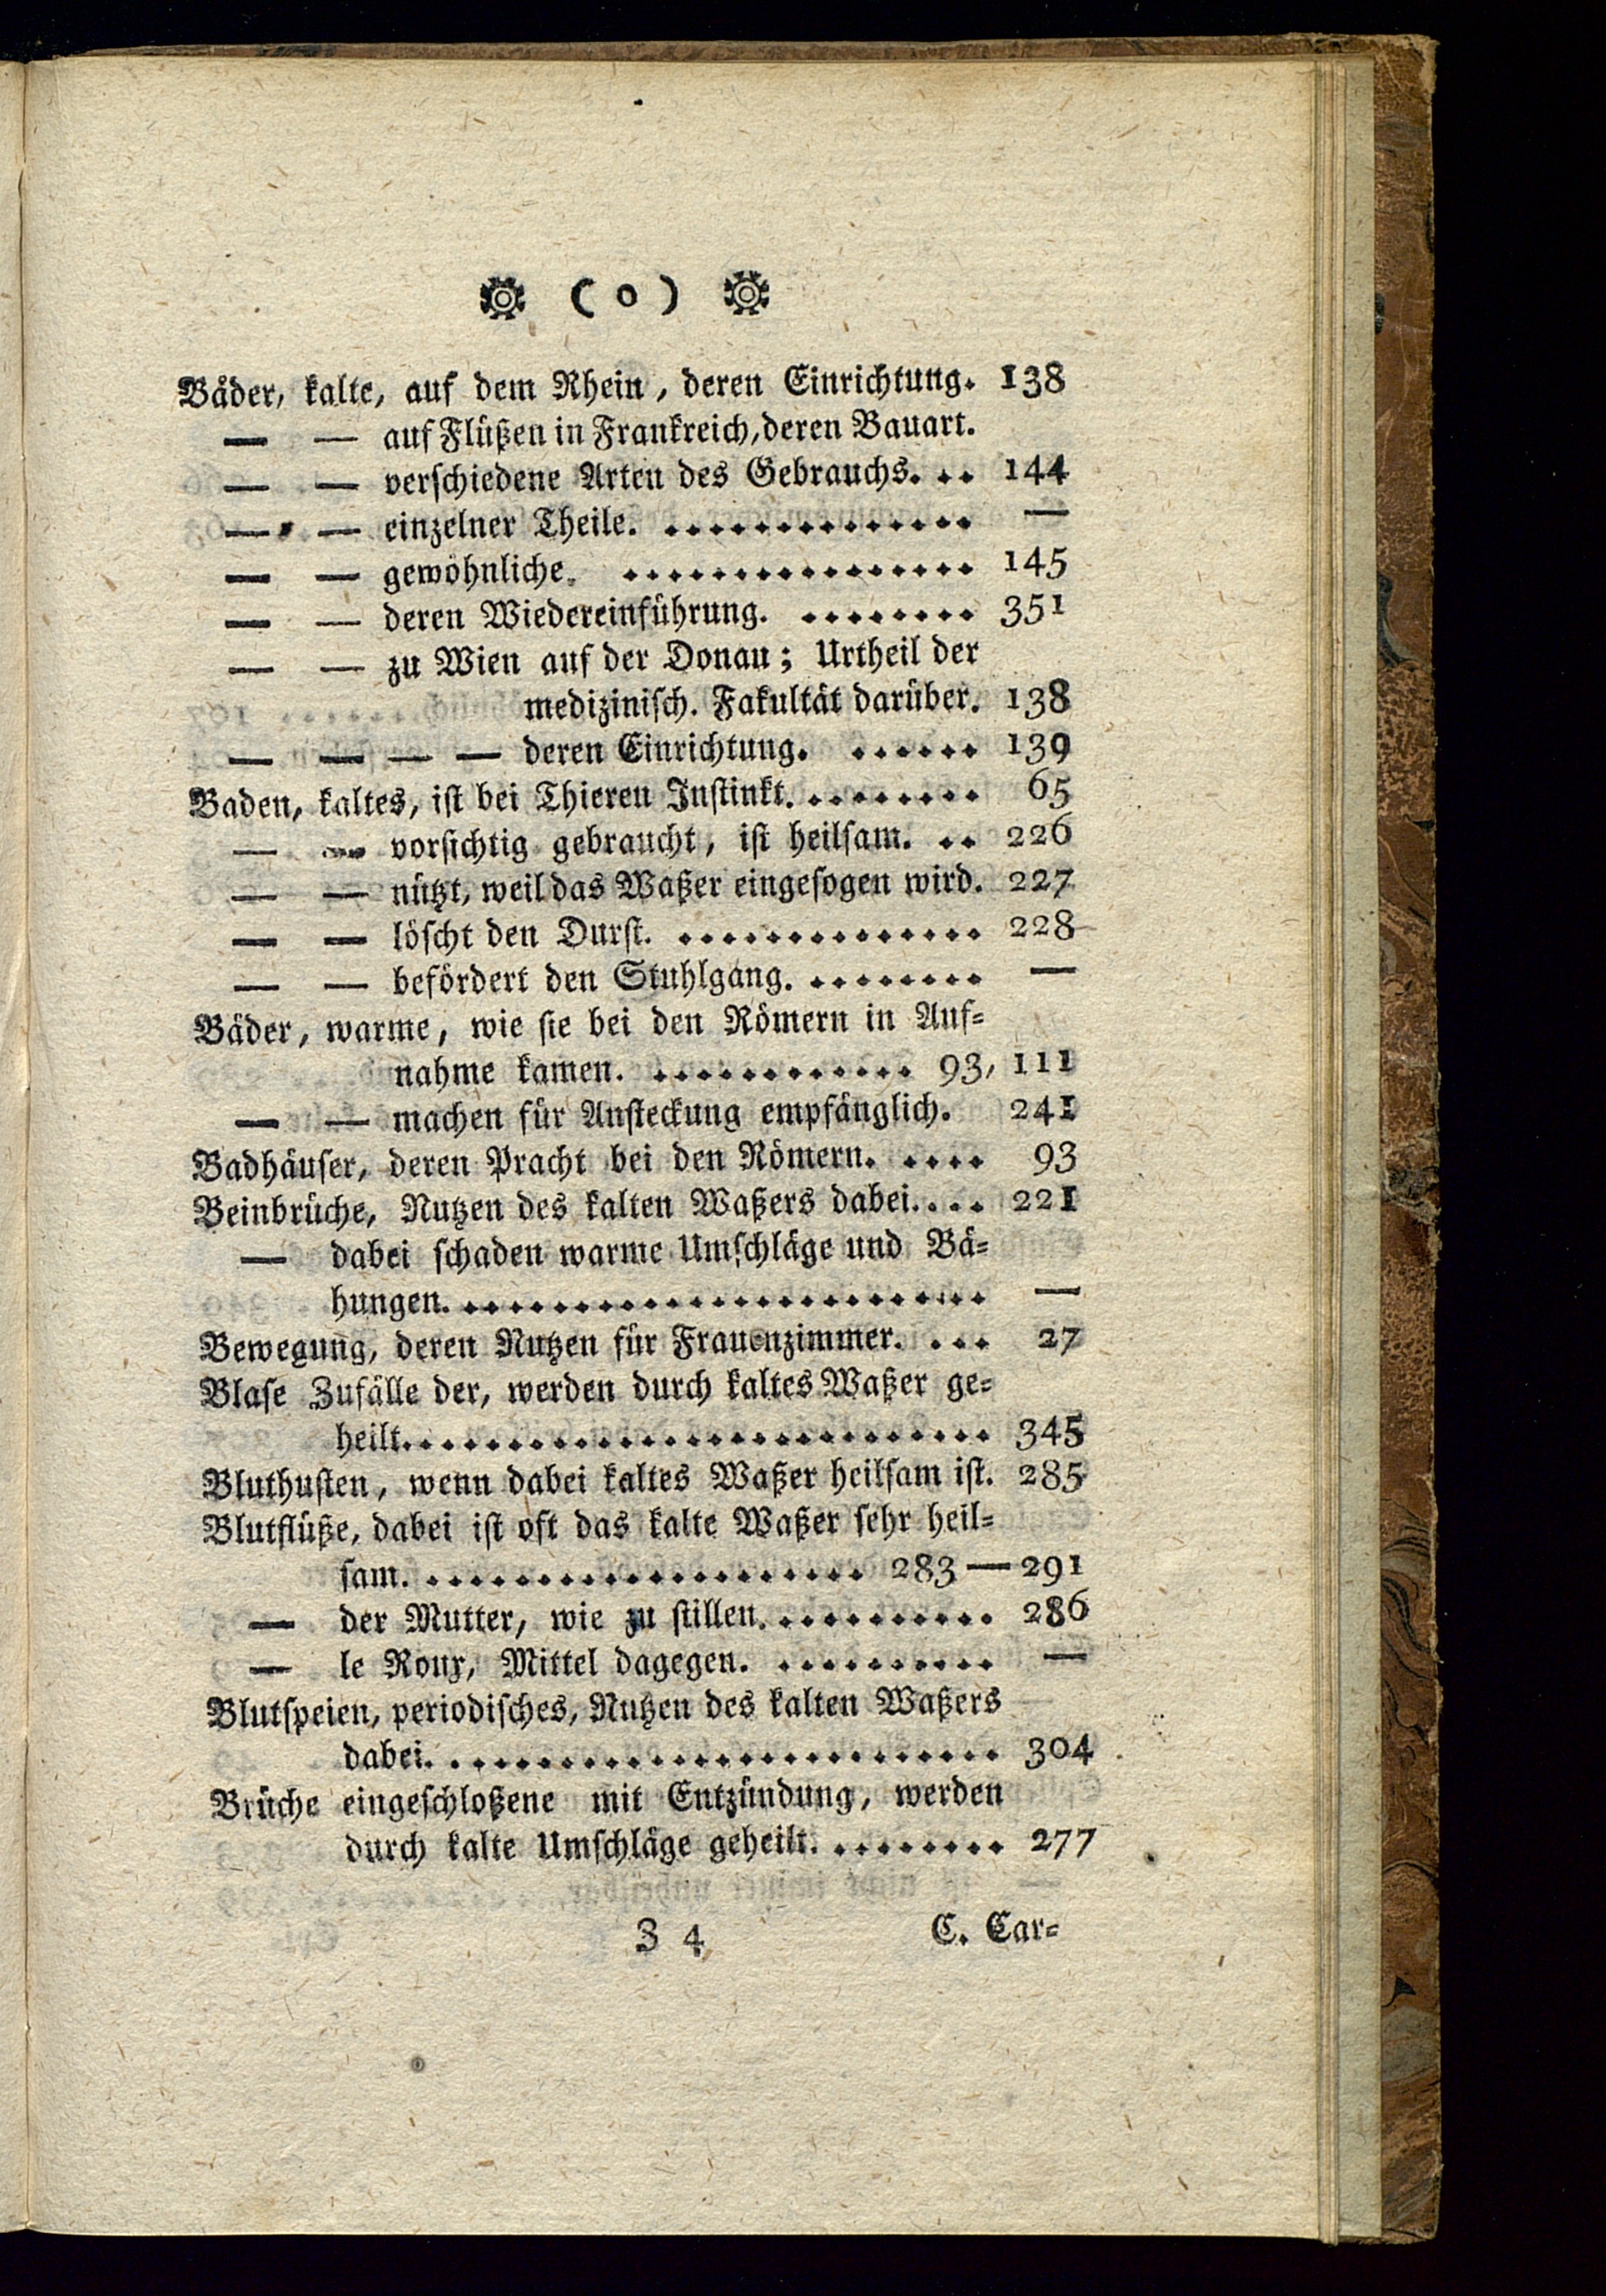 ( o )
Bäder, kalte, auf dem Rhein, deren Einrichtung. 138
— — auf Flüßen in Frankreich, deren Bauart.
— — verschiedene Arten des Gebrauchs. .. 144
— — einzelner Theile. .............. —
— — gewöhnliche. ................ 145
— — deren Wiedereinführung. ........ 351
— — zu Wien auf der Donau; Urtheil der
medizinisch. Fakultät darüber. 138
— — — — deren Einrichtung. ...... 139
Baden, kaltes, ist bei Thieren Instinkt. ........ 65
— — vorsichtig gebraucht, ist heilsam. .. 226
— — nützt, weil das Waßer eingesogen wird. 227
— — löscht den Durst. .............. 228
— — befördert den Stuhlgang. ........ —
Bäder, warme, wie sie bei den Römern in Auf-
nahme kamen. ............ 93, 111
— — machen für Ansteckung empfänglich. 241
Badhäuser, deren Pracht bei den Römern. .... 93
Beinbrüche, Nutzen des kalten Waßers dabei. ... 221
— dabei schaden warme Umschläge und Bä-
hungen. ....................... —
Bewegung, deren Nutzen für Frauenzimmer. ... 27
Blase Zufälle der, werden durch kaltes Waßer ge-
heilt. ......................... 345
Bluthusten, wenn dabei kaltes Waßer heilsam ist. 285
Blutflüße, dabei ist oft das kalte Waßer sehr heil-
sam. .................... 283 — 291
— der Mutter, wie zu stillen. .......... 286
— le Roux, Mittel dagegen. .......... —
Blutspeien, periodisches, Nutzen des kalten Waßers
dabei. ......................... 304
Brüche eingeschloßene mit Entzündung, werden
durch kalte Umschläge geheilt. ........ 277
Z 4 C. Car-